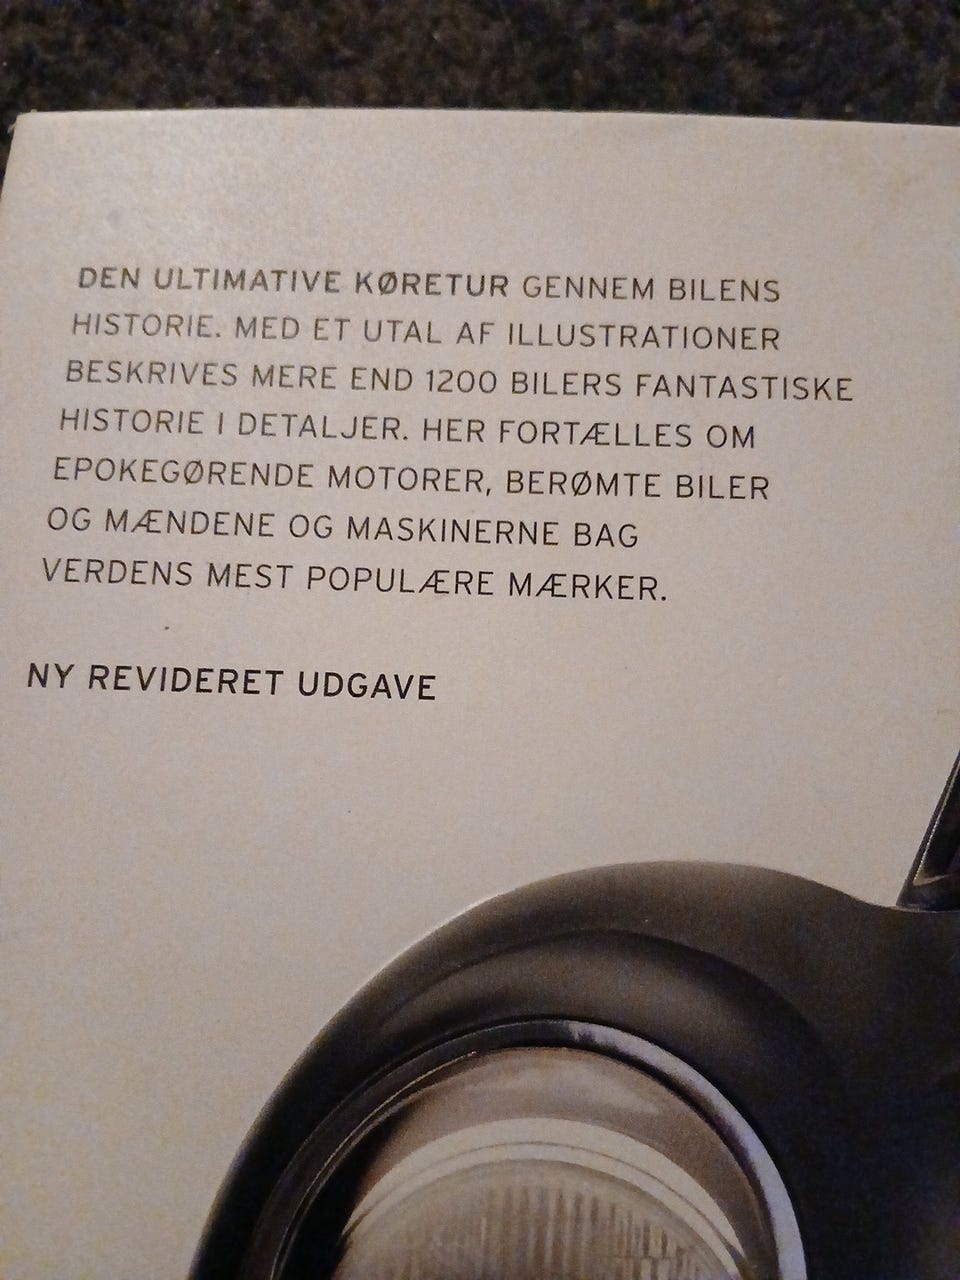 DEN ULTIMATIVE KØRETUR GENNEM BILENS
HISTORIE. MED ET UTAL AF ILLUSTRATIONER
BESKRIVES MERE END 1200 BILERS FANTASTISKE
HISTORIE I DETALJER. HER FORTÆLLES OM
EPOKEGØRENDE MOTORER, BERØMTE BILER
OG MÆNDENE OG MASKINERNE BAG
VERDENS MEST POPULÆRE MÆRKER.
NY REVIDERET UDGAVE